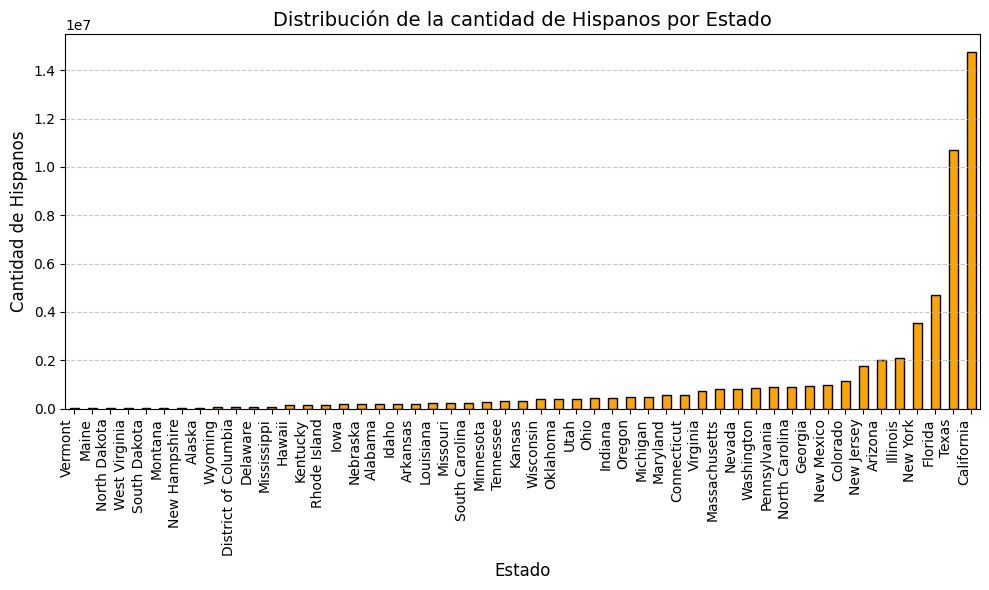 Distribución de la cantidad de Hispanos por Estado
1e7
1.4
1.2
1.0
0.8
0.6
0.4
0.2
0.0
Cantidad de Hispanos
Vermont
Maine
North Dakota
West Virginia
South Dakota
Montana
New Hampshire
Alaska
Wyoming
District of Columbia
Delaware
Mississippi
Hawaii
Kentucky
Rhode Island
Iowa
Nebraska
Alabama
Idaho
Arkansas
Louisiana
Missouri
South Carolina
Minnesota
Tennessee
Kansas
Wisconsin
Oklahoma
Utah
Ohio
Indiana
Oregon
Michigan
Maryland
Connecticut
Virginia
Massachusetts
Nevada
Washington
Pennsylvania
North Carolina
Georgia
New Mexico
Colorado
New Jersey
Arizona
Illinois
New York
Florida
Texas
California
Estado